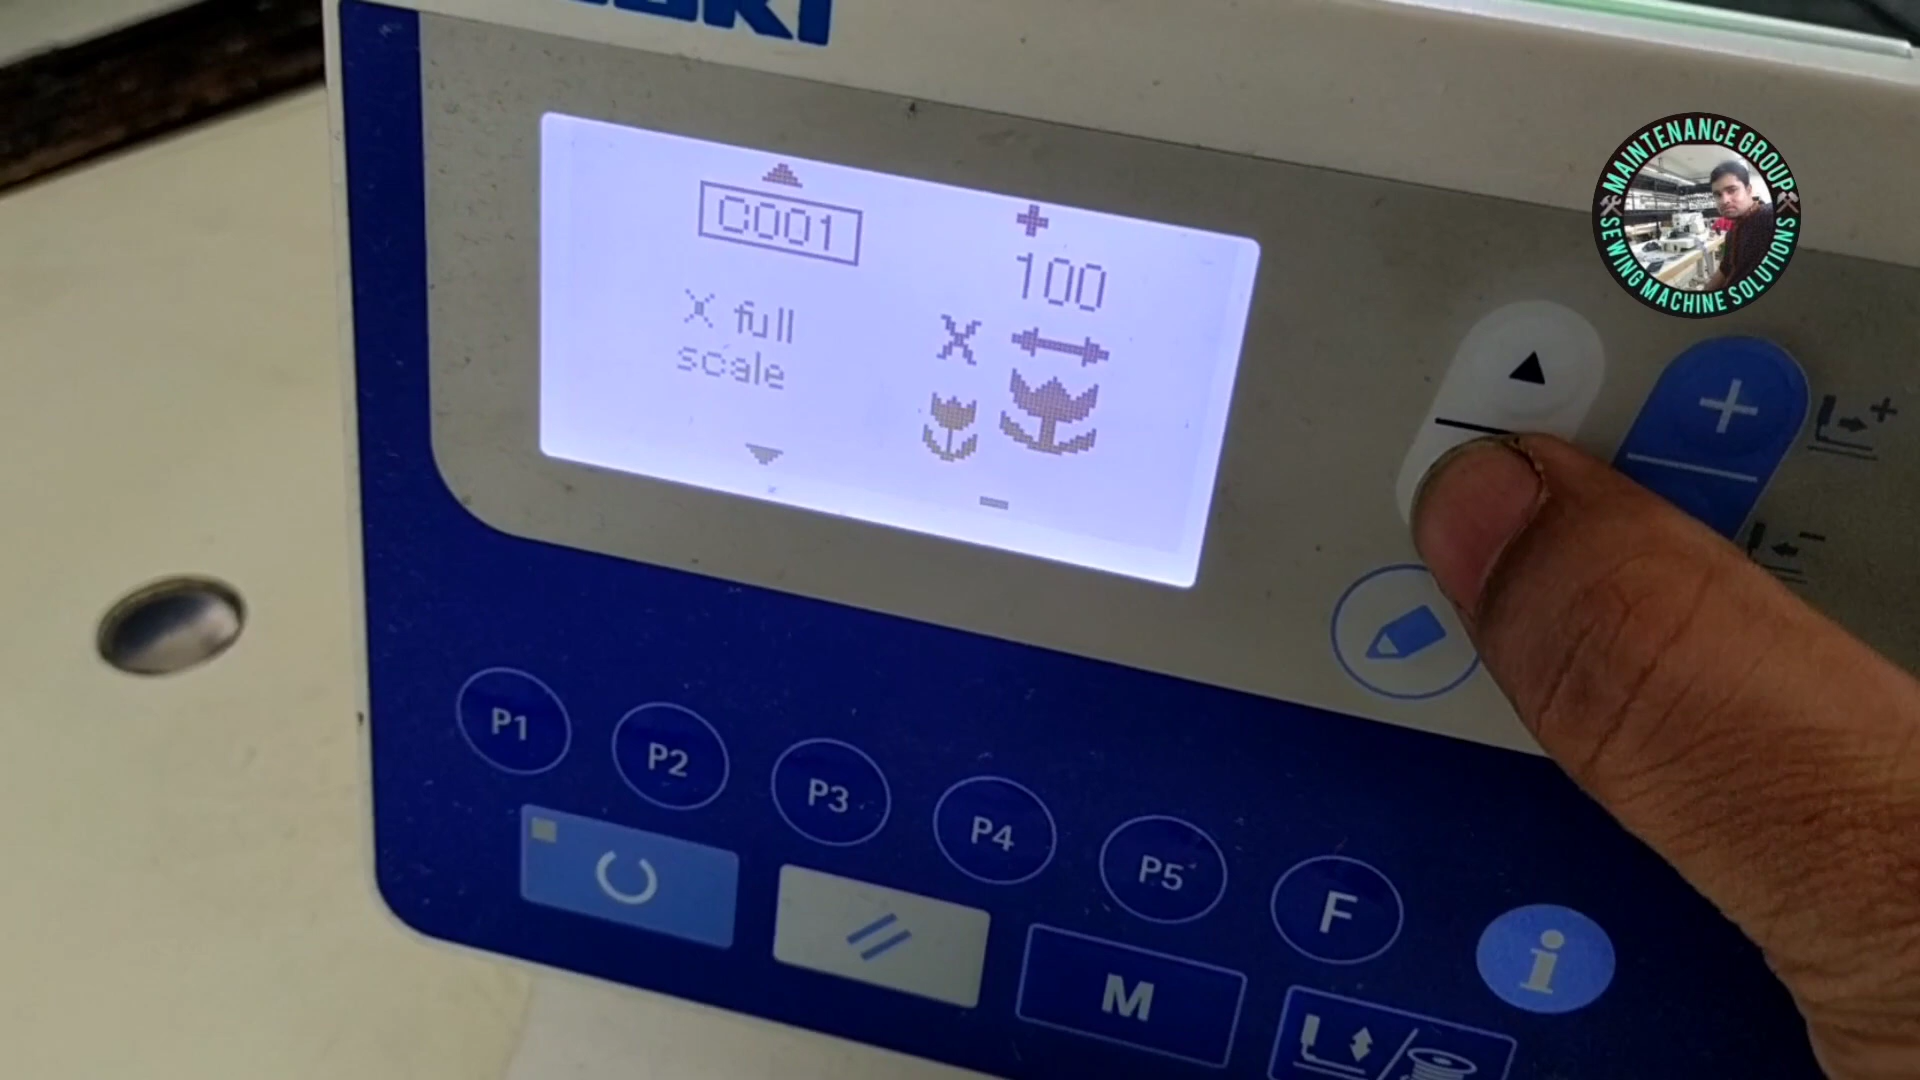 MAINTENANCE GROUP
SEWING MACHINE SOLUTIONS
C001
100
X full
scale
X
P1
P2
P3
P4
P5
F
M
i